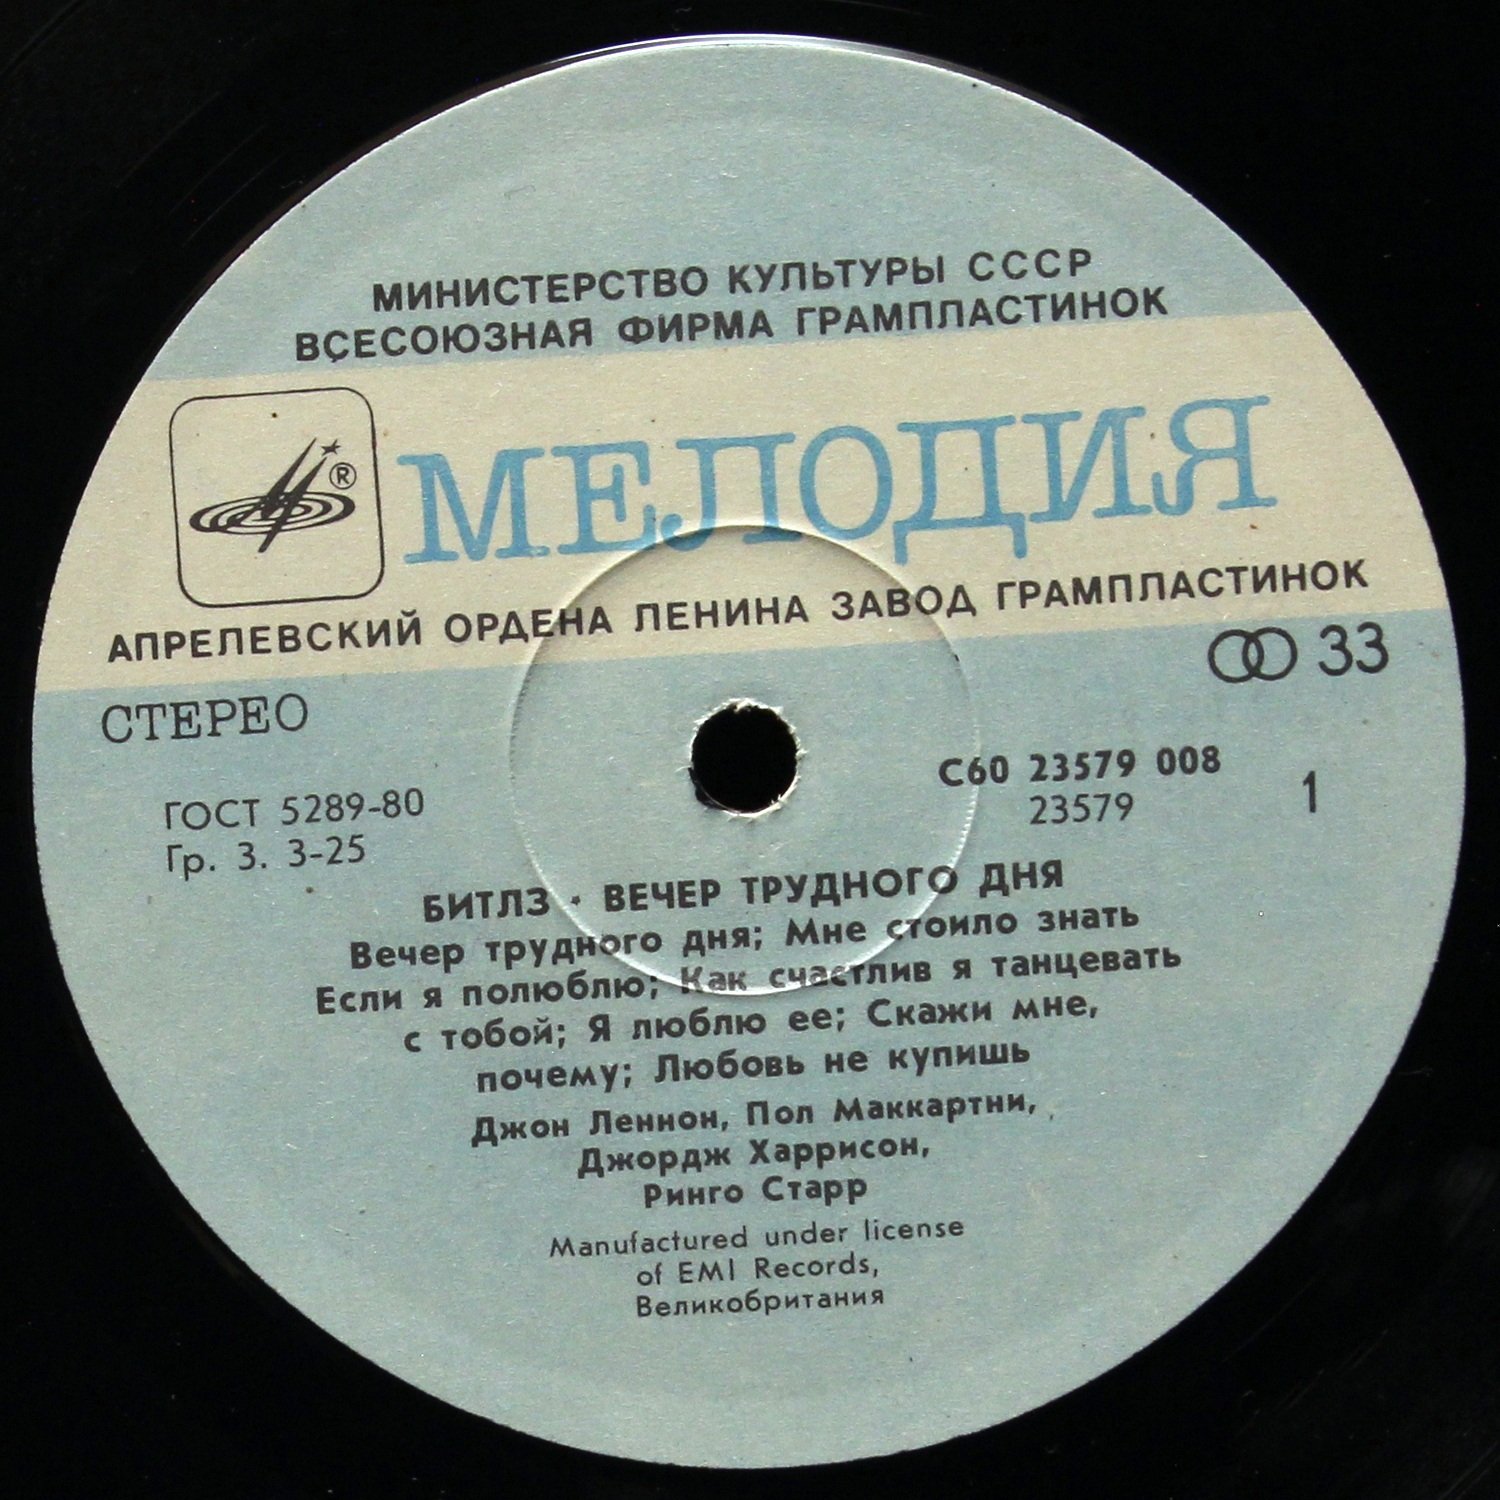 МИНИСТЕРСТВО КУЛЬТУРЫ СССР
ВСЕСОЮЗНАЯ ФИРМА ГРАМПЛАСТИНОК
®
МЕЛОДИЯ
АПРЕЛЕВСКИЙ ОРДЕНА ЛЕНИНА ЗАВОД ГРАМПЛАСТИНОК
33
СТЕРЕО
С60 23579 008
23579
1
ГОСТ 5289-80
Гр. 3. 3-25
БИТЛЗ · ВЕЧЕР ТРУДНОГО ДНЯ
Вечер трудного дня; Мне стоило знать
Если я полюблю; Как счастлив я танцевать
с тобой; Я люблю ее; Скажи мне,
почему; Любовь не купишь
Джон Леннон, Пол Маккартни,
Джордж Харрисон,
Ринго Старр
Manufactured under license
of EMI Records,
Великобритания